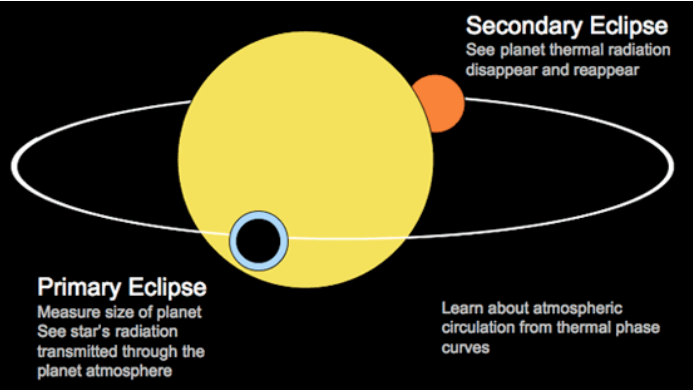 Secondary Eclipse
See planet thermal radiation
disappear and reappear
Primary Eclipse
Measure size of planet
See star's radiation
transmitted through the
planet atmosphere
Learn about atmospheric
circulation from thermal phase
curves